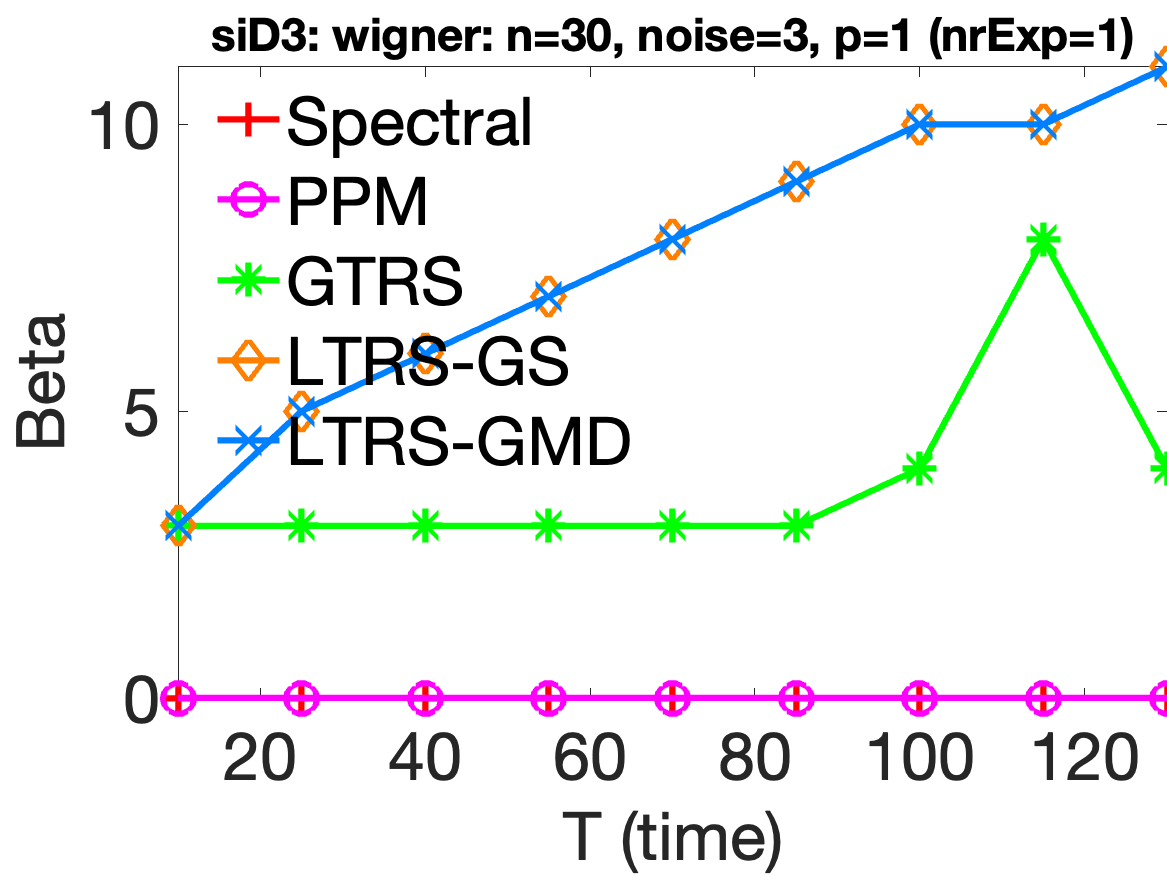 siD3: wigner: n=30, noise=3, p=1 (nrExp=1)
Spectral
PPM
GTRS
LTRS-GS
LTRS-GMD
Beta
10
5
0
20 40 60 80 100 120
T (time)